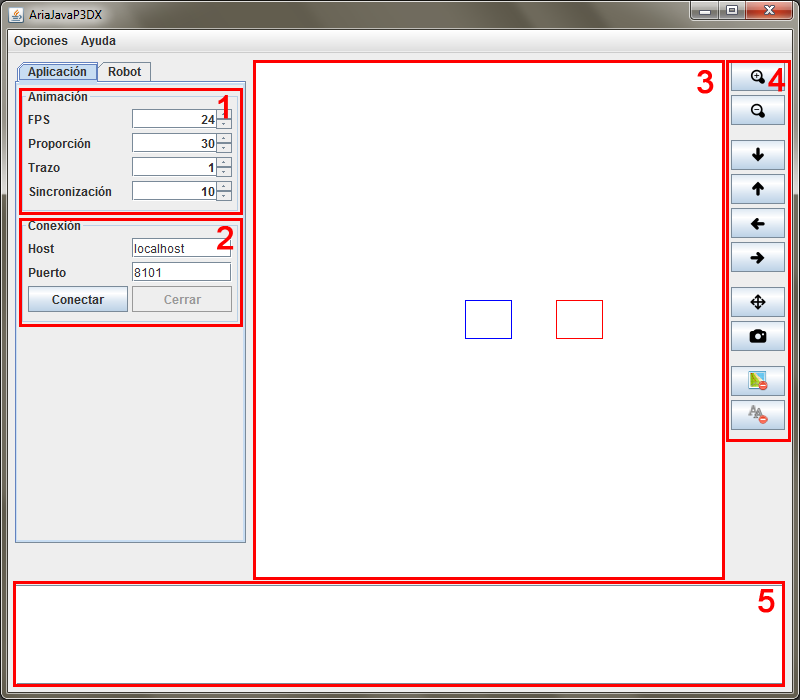 AriaJavaP3DX
Opciones Ayuda
Aplicación Robot
Animación 1
FPS 24
Proporción 30
Trazo 1
Sincronización 10
Conexión 2
Host localhost
Puerto 8101
Conectar Cerrar
3
4
5